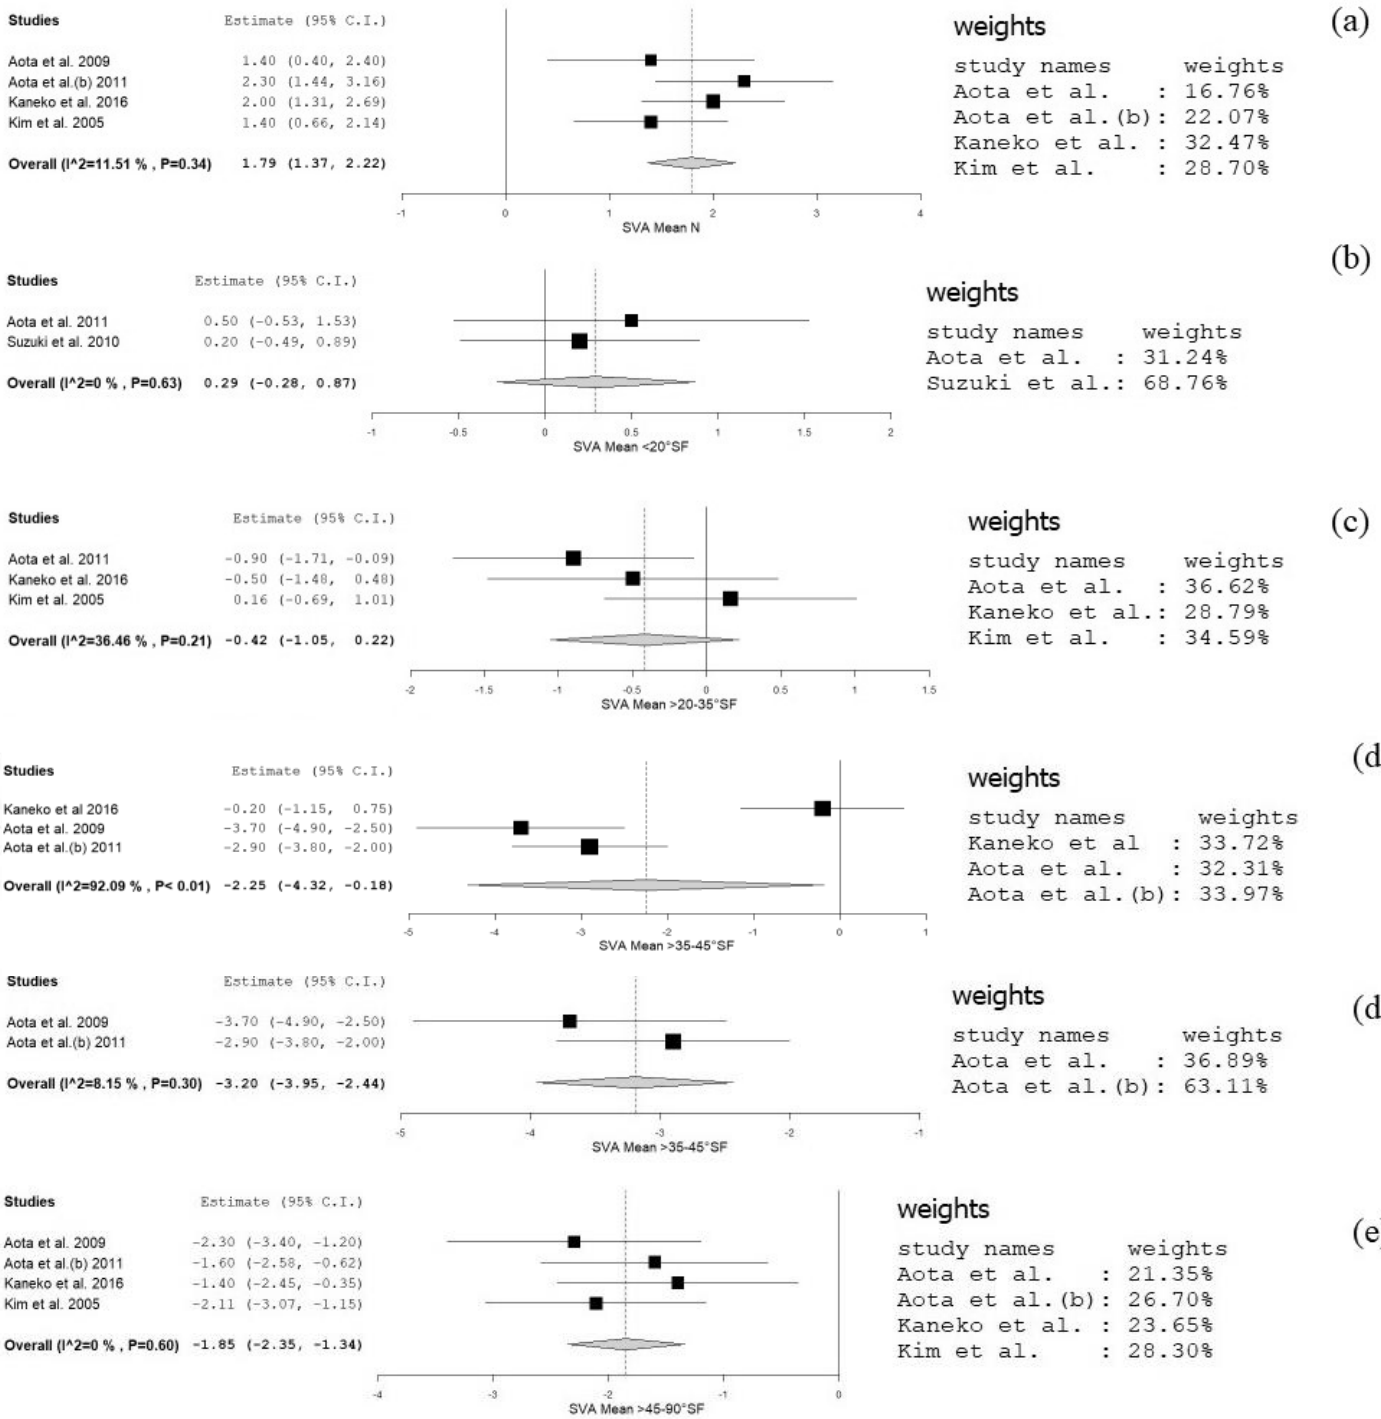 Studies Estimate (95% C.I.)
Aota et al. 2009 1.40 (0.40, 2.40)
Aota et al.(b) 2011 2.30 (1.44, 3.16)
Kaneko et al. 2016 2.00 (1.31, 2.69)
Kim et al. 2005 1.40 (0.66, 2.14)
Overall (I^2=11.51 % , P=0.34) 1.79 (1.37, 2.22)
-1 0 1 2 3 4
SVA Mean N
weights
study names weights
Aota et al. : 16.76%
Aota et al.(b): 22.07%
Kaneko et al. : 32.47%
Kim et al. : 28.70%
(a)
Studies Estimate (95% C.I.)
Aota et al. 2011 0.50 (-0.53, 1.53)
Suzuki et al. 2010 0.20 (-0.49, 0.89)
Overall (I^2=0 % , P=0.63) 0.29 (-0.28, 0.87)
-1 -0.5 0 0.5 1 1.5 2
SVA Mean <20°SF
weights
study names weights
Aota et al. : 31.24%
Suzuki et al.: 68.76%
(b)
Studies Estimate (95% C.I.)
Aota et al. 2011 -0.90 (-1.71, -0.09)
Kaneko et al. 2016 -0.50 (-1.48, 0.48)
Kim et al. 2005 0.16 (-0.69, 1.01)
Overall (I^2=36.46 % , P=0.21) -0.42 (-1.05, 0.22)
-2 -1.5 -1 -0.5 0 0.5 1 1.5
SVA Mean >20-35°SF
weights
study names weights
Aota et al. : 36.62%
Kaneko et al.: 28.79%
Kim et al. : 34.59%
(c)
Studies Estimate (95% C.I.)
Kaneko et al 2016 -0.20 (-1.15, 0.75)
Aota et al. 2009 -3.70 (-4.90, -2.50)
Aota et al.(b) 2011 -2.90 (-3.80, -2.00)
Overall (I^2=92.09 % , P< 0.01) -2.25 (-4.32, -0.18)
-5 -4 -3 -2 -1 0 1
SVA Mean >35-45°SF
weights
study names weights
Kaneko et al : 33.72%
Aota et al. : 32.31%
Aota et al.(b): 33.97%
(d
Studies Estimate (95% C.I.)
Aota et al. 2009 -3.70 (-4.90, -2.50)
Aota et al.(b) 2011 -2.90 (-3.80, -2.00)
Overall (I^2=8.15 % , P=0.30) -3.20 (-3.95, -2.44)
-5 -4 -3 -2 -1
SVA Mean >35-45°SF
weights
study names weights
Aota et al. : 36.89%
Aota et al.(b): 63.11%
(d
Studies Estimate (95% C.I.)
Aota et al. 2009 -2.30 (-3.40, -1.20)
Aota et al.(b) 2011 -1.60 (-2.58, -0.62)
Kaneko et al. 2016 -1.40 (-2.45, -0.35)
Kim et al. 2005 -2.11 (-3.07, -1.15)
Overall (I^2=0 % , P=0.60) -1.85 (-2.35, -1.34)
-4 -3 -2 -1 0
SVA Mean >45-90°SF
weights
study names weights
Aota et al. : 21.35%
Aota et al.(b): 26.70%
Kaneko et al. : 23.65%
Kim et al. : 28.30%
(e)